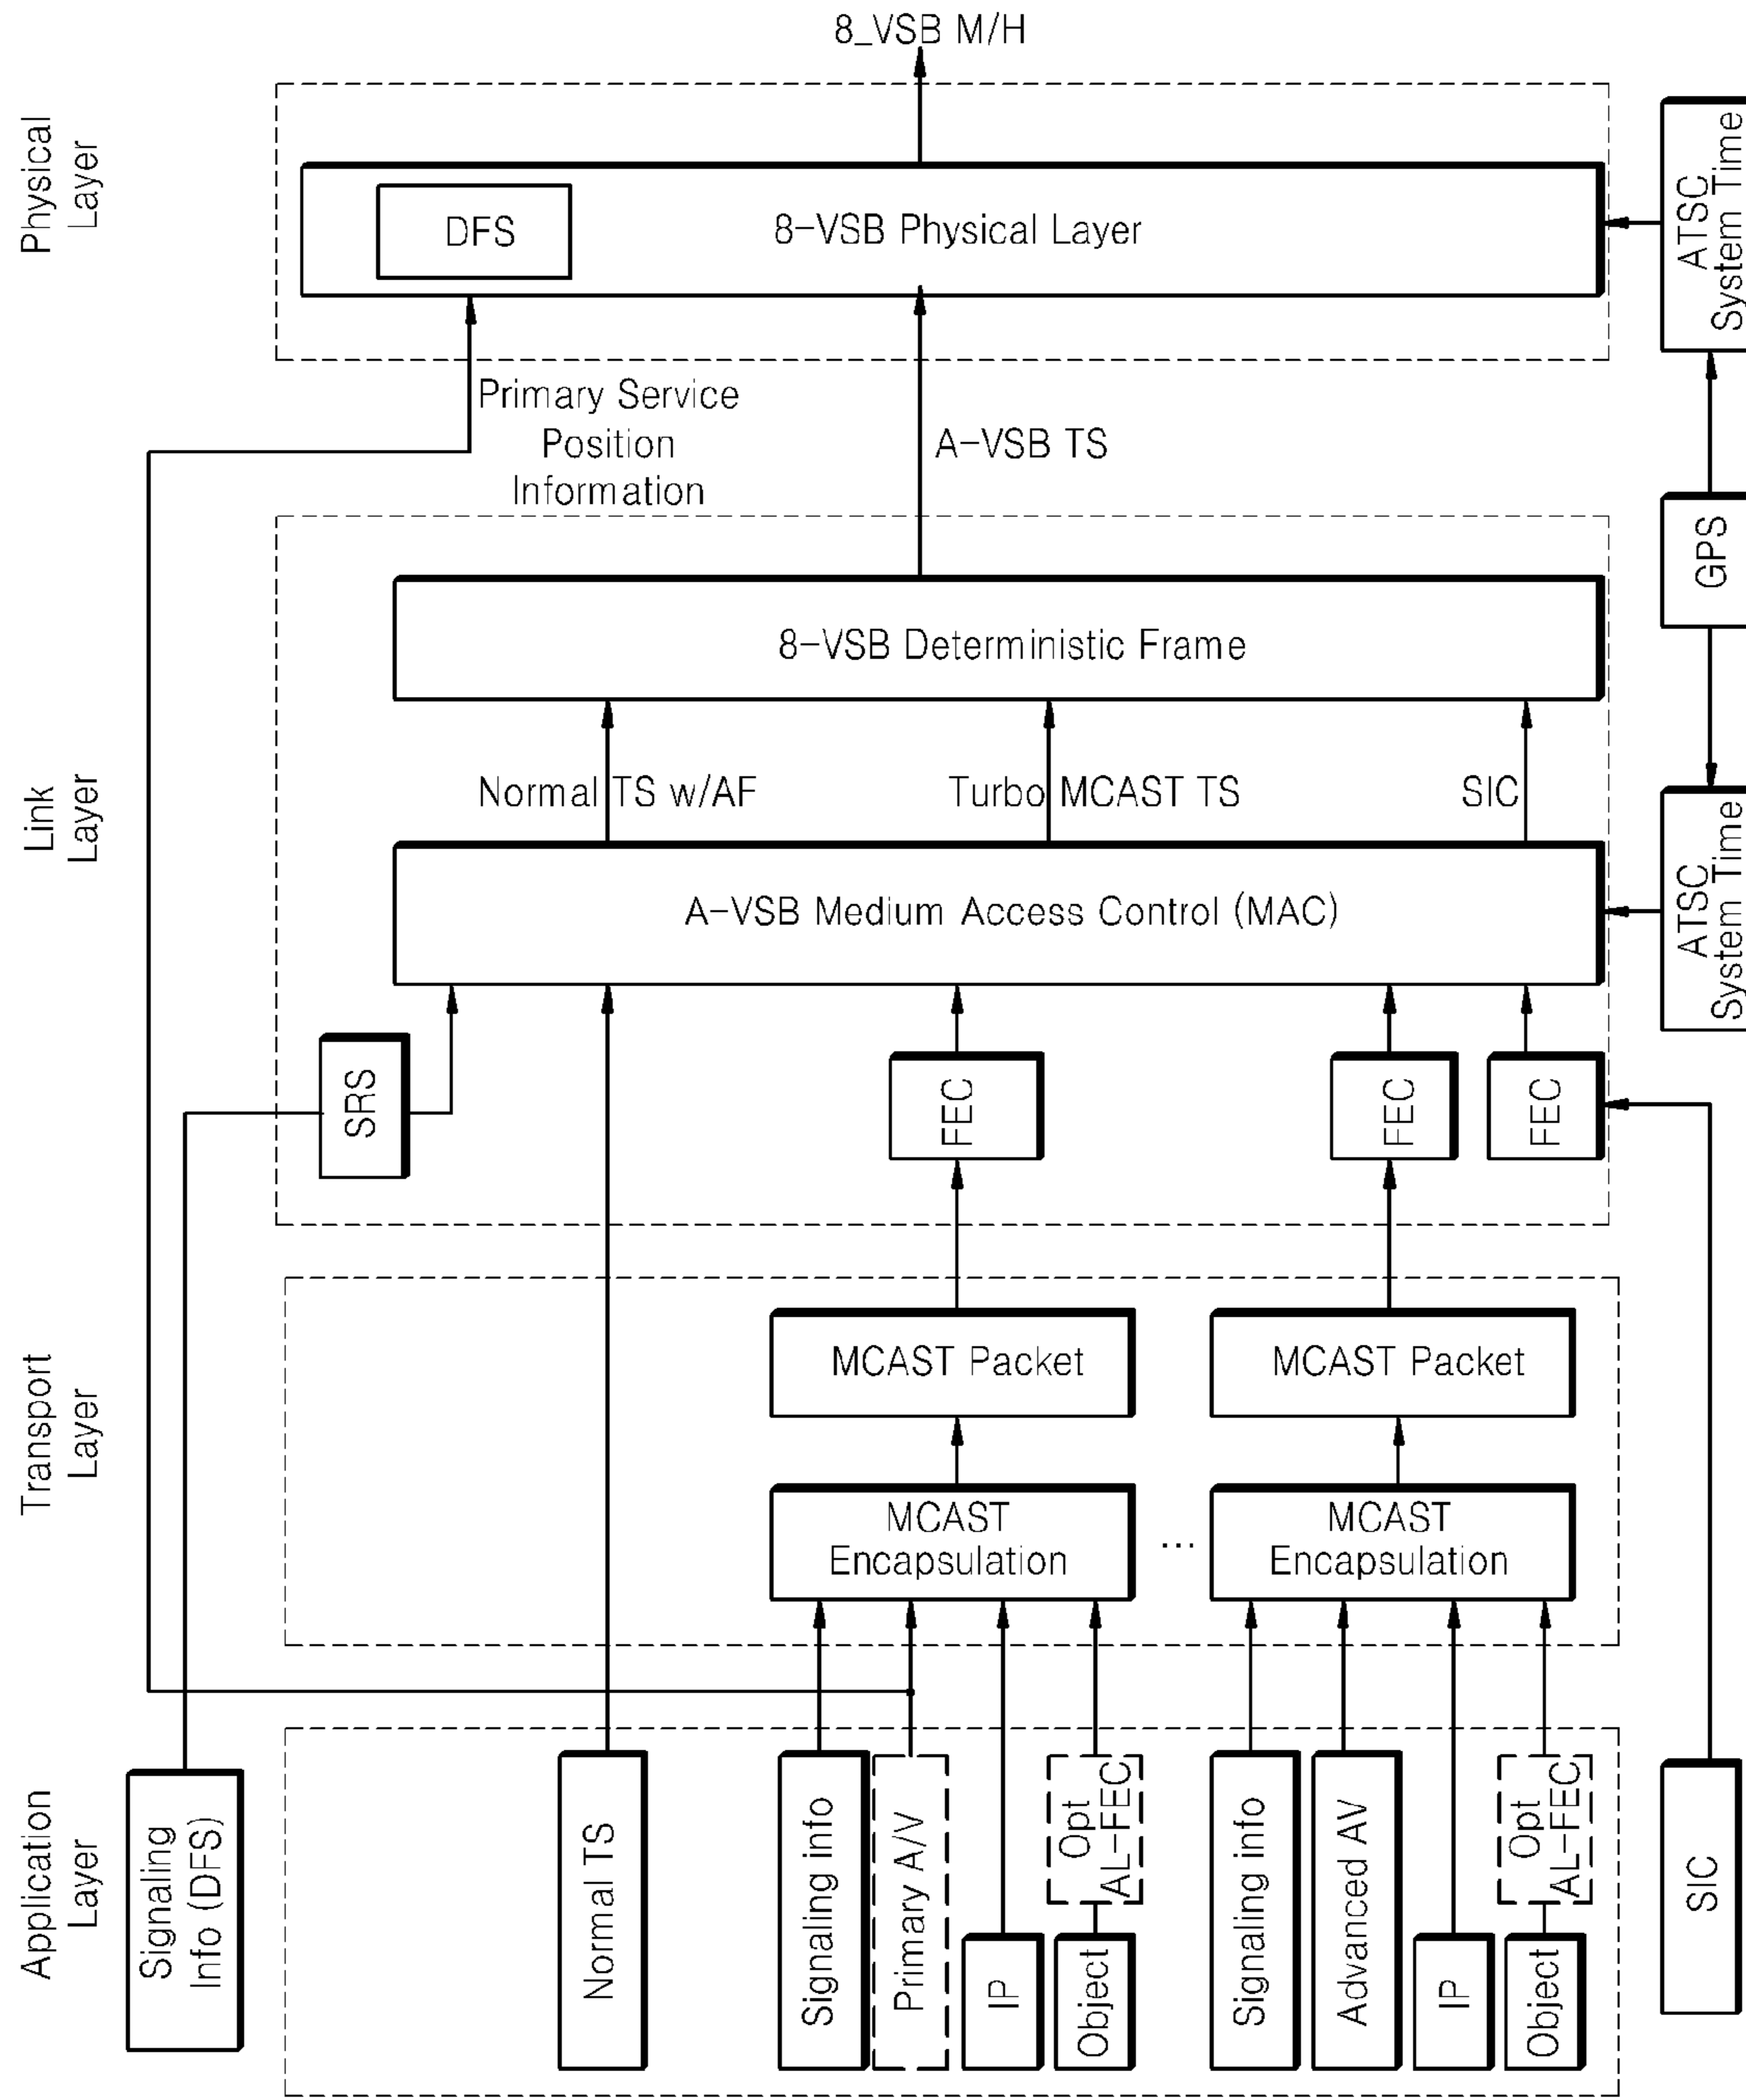 8_VSB M/H
Physical
Layer
DFS
8-VSB Physical Layer
ATSC
System Time
Primary Service
Position
Information
A-VSB TS
GPS
8-VSB Deterministic Frame
Link
Layer
Normal TS w/AF
Turbo MCAST TS
SIC
A-VSB Medium Access Control (MAC)
ATSC
System Time
SRS
FEC
FEC
FEC
Transport
Layer
MCAST Packet
MCAST Packet
MCAST
Encapsulation
...
MCAST
Encapsulation
Application
Layer
Signaling
Info (DFS)
Normal TS
Signaling info
Primary A/V
IP
Opt
AL-FEC
Object
Signaling info
Advanced AV
IP
Opt
AL-FEC
Object
SIC